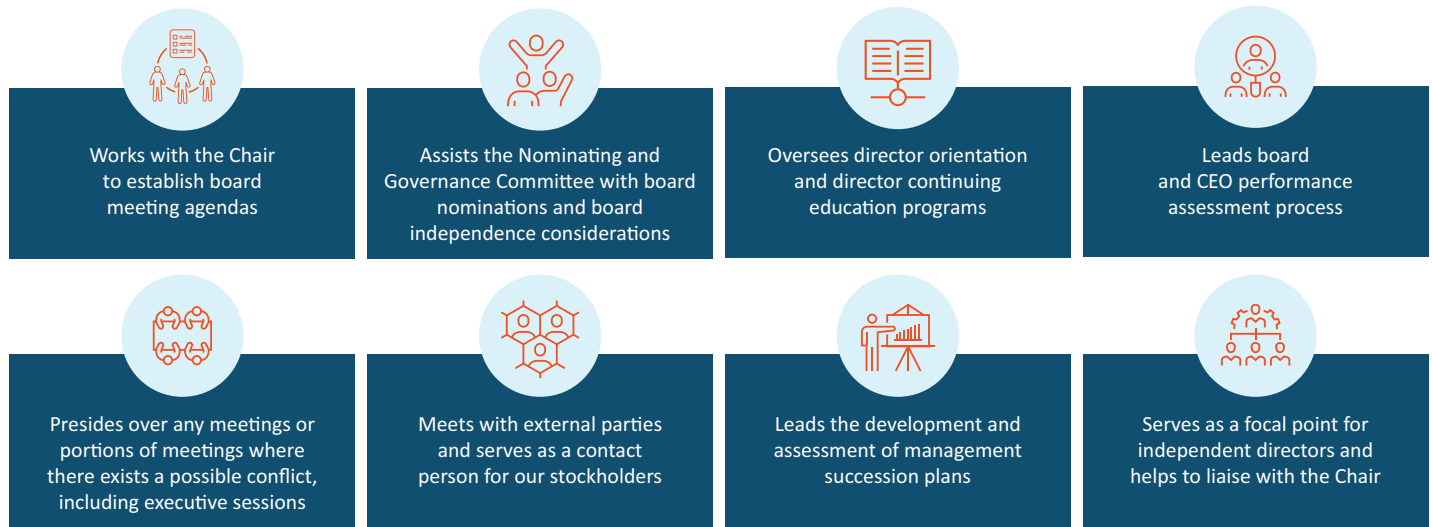 Works with the Chair
to establish board
meeting agendas
Assists the Nominating and
Governance Committee with board
nominations and board
independence considerations
Oversees director orientation
and director continuing
education programs
Leads board
and CEO performance
assessment process
Presides over any meetings or
portions of meetings where
there exists a possible conflict,
including executive sessions
Meets with external parties
and serves as a contact
person for our stockholders
Leads the development and
assessment of management
succession plans
Serves as a focal point for
independent directors and
helps to liaise with the Chair